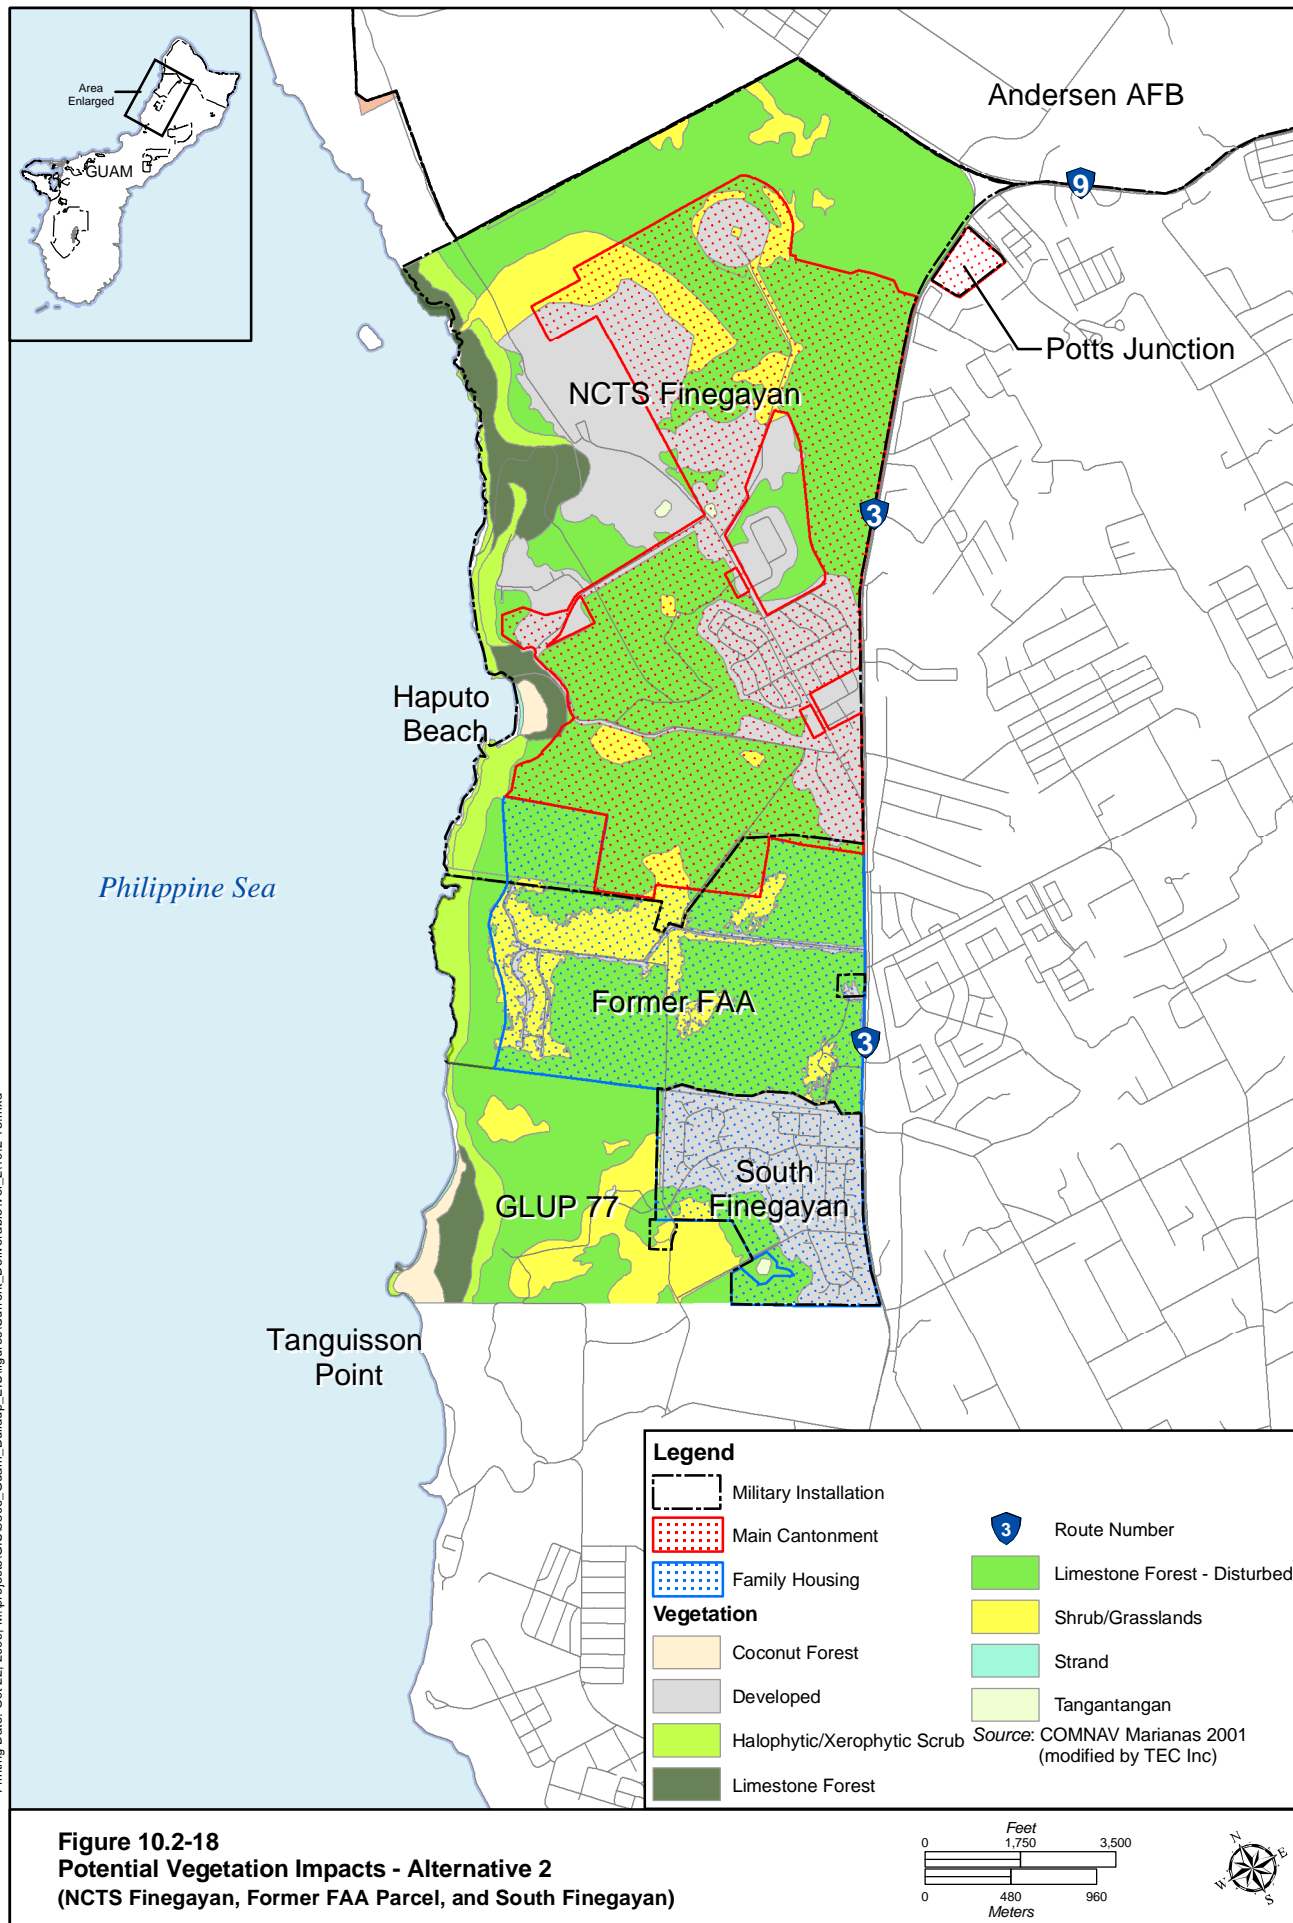 Area
Enlarged
GUAM
Andersen AFB
9
Potts Junction
NCTS Finegayan
3
Haputo
Beach
Philippine Sea
Former FAA
3
South
Finegayan
GLUP 77
Tanguisson
Point
Legend
Military Installation
Main Cantonment
Family Housing
Vegetation
Coconut Forest
Developed
Halophytic/Xerophytic Scrub
Limestone Forest
3
Route Number
Limestone Forest - Disturbed
Shrub/Grasslands
Strand
Tangantangan
Source: COMNAV Marianas 2001
(modified by TEC Inc)
Figure 10.2-18
Potential Vegetation Impacts - Alternative 2
(NCTS Finegayan, Former FAA Parcel, and South Finegayan)
Feet
0 1,750 3,500
0 480 960
Meters
N
E
S
W